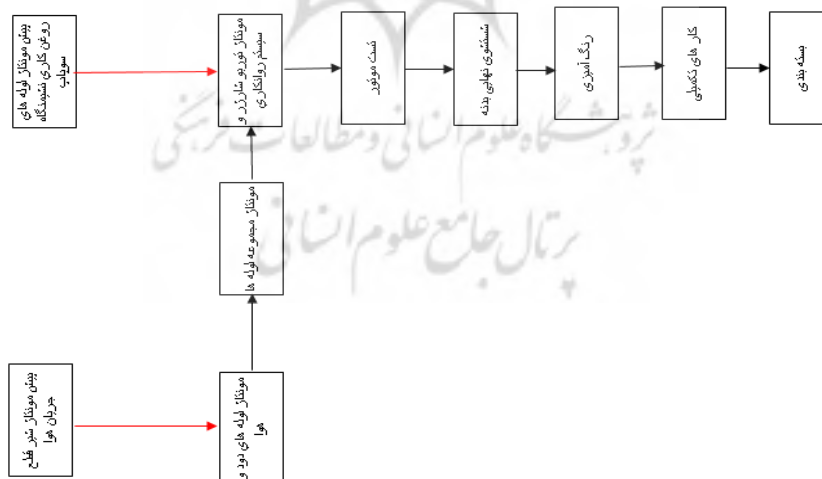 پیش مونتاژ لوله های
روغن کاری نشیمنگاه
سوپاپ
مونتاژ توربو شارژر و
سیستم روانکاری
تست موتور
شستشوی نهایی بدنه
رنگ آمیزی
کار های تکمیلی
بسته بندی
مونتاژ مجموعه لوله ها
پیش مونتاژ شیر قطع
جریان هوا
مونتاژ لوله های دود و
هوا
پژوهشگاه علوم انسانی و مطالعات فرهنگی
پرتال جامع علوم انسانی